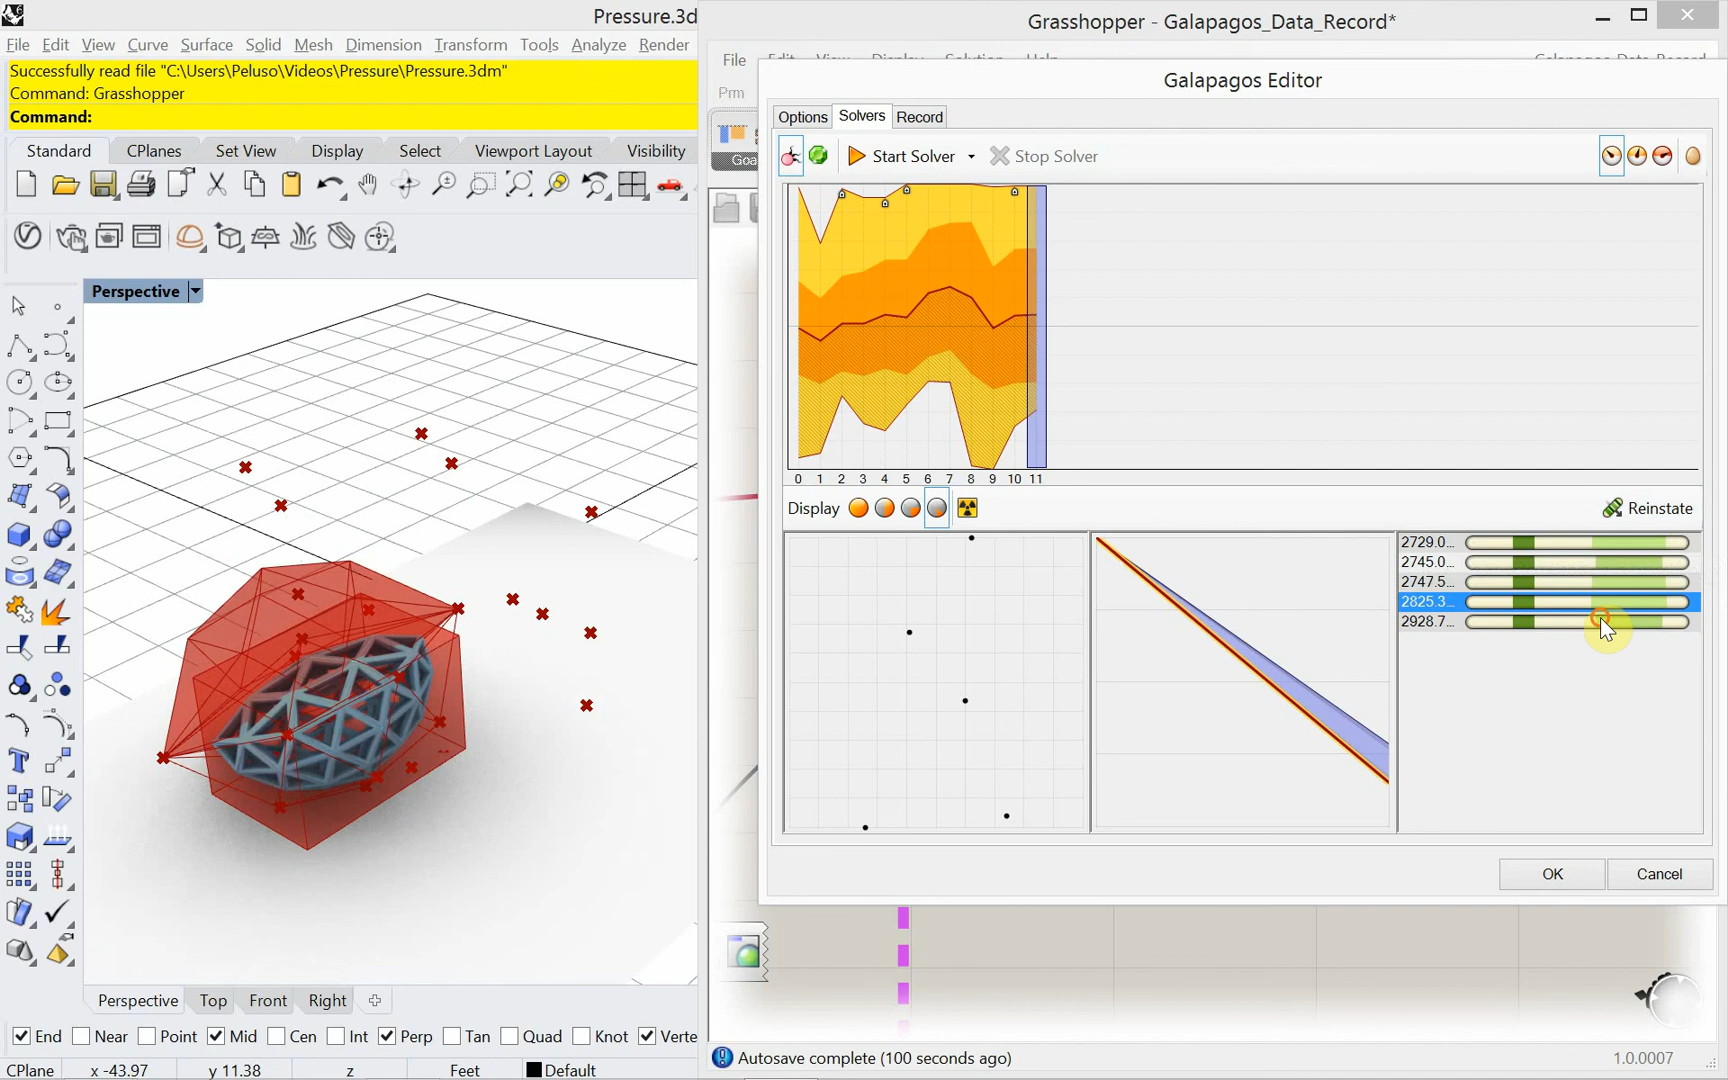 Pressure.3d
File Edit View Curve Surface Solid Mesh Dimension Transform Tools Analyze Render
Successfully read file "C:\Users\Peluso\Videos\Pressure\Pressure.3dm"
Command: Grasshopper
Command:
Standard CPlanes Set View Display Select Viewport Layout Visibility
Perspective
Perspective Top Front Right
End Near Point Mid Cen Int Perp Tan Quad Knot Verte
CPlane x -43.97 y 11.38 z Feet Default
Grasshopper - Galapagos_Data_Record*
File
Prm
Goa
Galapagos Editor
Options Solvers Record
Start Solver Stop Solver
0 1 2 3 4 5 6 7 8 9 10 11
Display Reinstate
2729.0...
2745.0...
2747.5...
2825.3...
2928.7...
OK Cancel
Autosave complete (100 seconds ago) 1.0.0007